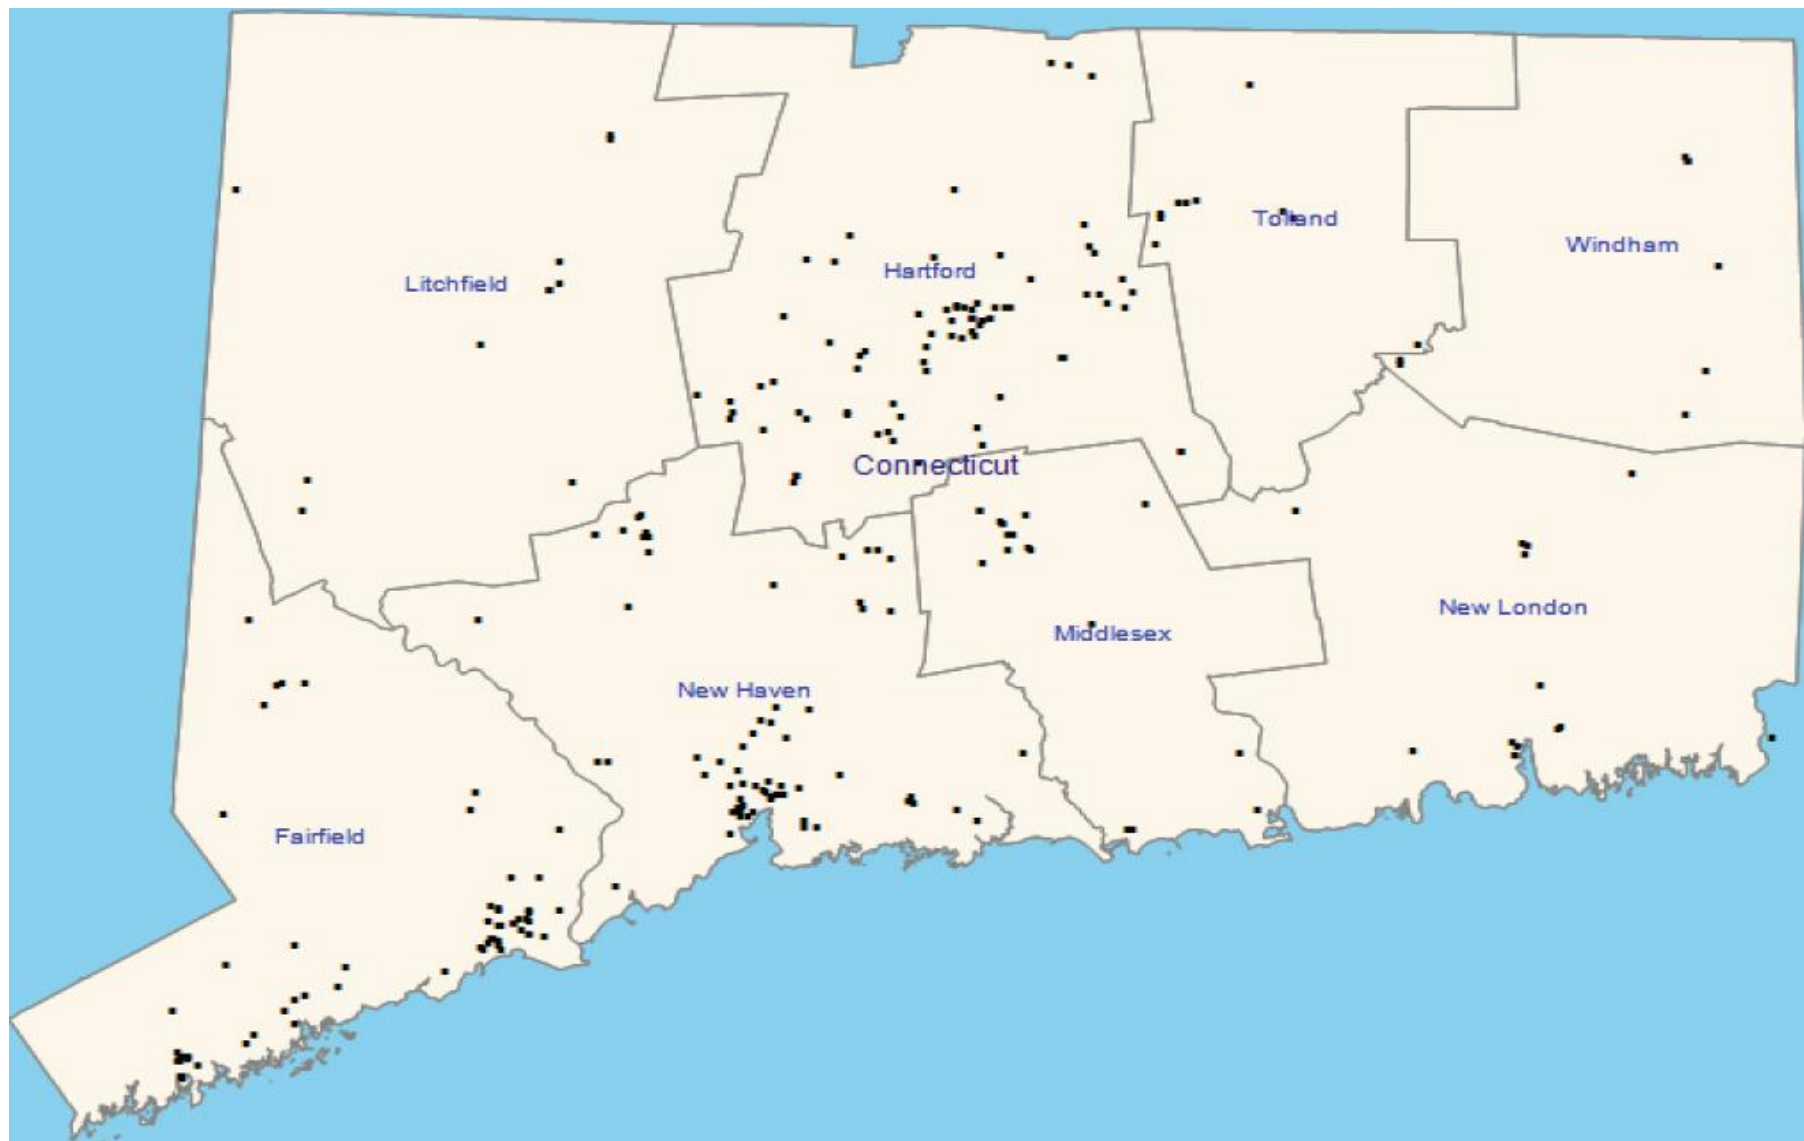 Tolland
Windham
Hartford
Litchfield
Connecticut
New London
Middlesex
New Haven
Fairfield